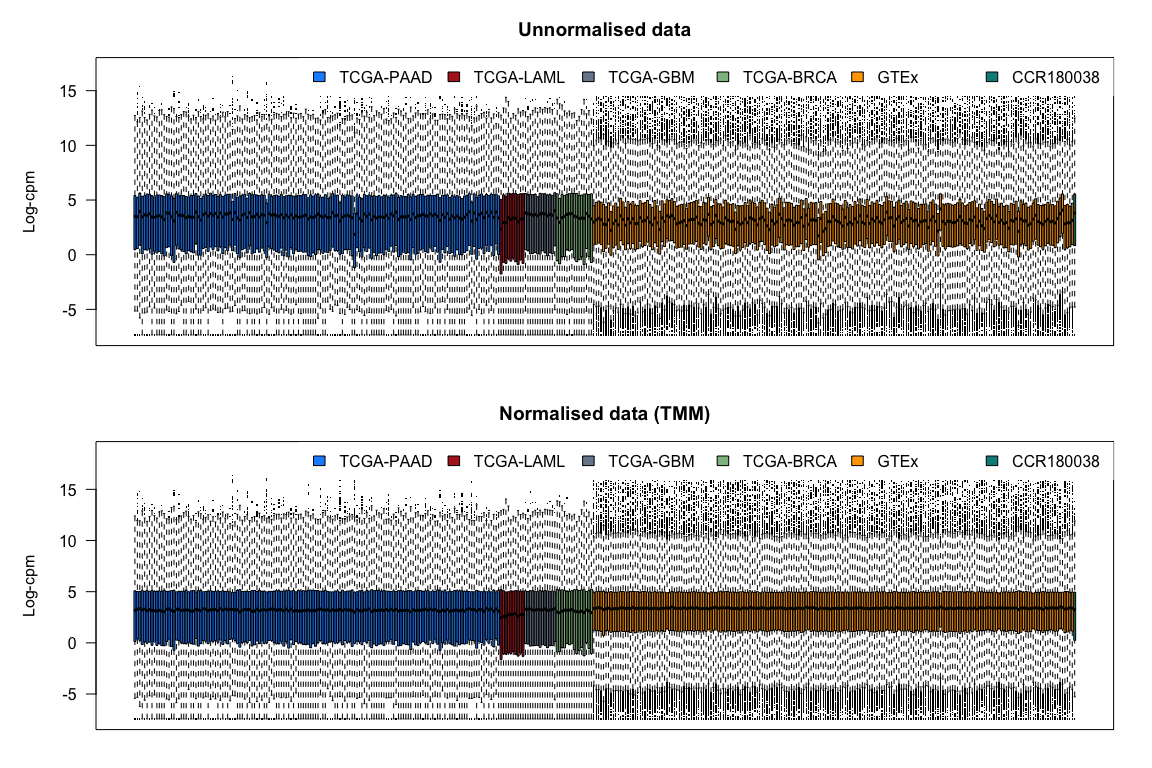 Unnormalised data
TCGA-PAAD TCGA-LAML TCGA-GBM TCGA-BRCA GTEx CCR180038
15
10
5
0
-5
Log-cpm
Normalised data (TMM)
TCGA-PAAD TCGA-LAML TCGA-GBM TCGA-BRCA GTEx CCR180038
15
10
5
0
-5
Log-cpm